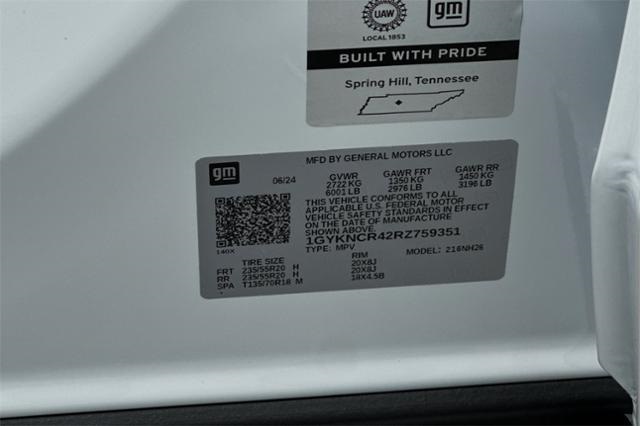 UAW
gm
LOCAL 1853
BUILT WITH PRIDE
Spring Hill, Tennessee
gm
MFD BY GENERAL MOTORS LLC
06/24 GVWR GAWR FRT GAWR RR
2722 KG 1350 KG 1450 KG
6001 LB 2976 LB 3196 LB
THIS VEHICLE CONFORMS TO ALL
APPLICABLE U.S. FEDERAL MOTOR
VEHICLE SAFETY STANDARDS IN EFFECT
ON THE DATE OF MANUFACTURE
SHOWN ABOVE.
1GYKNCR42RZ759351
140X
TYPE: MPV MODEL: 216NH26
TIRE SIZE RIM
FRT 235/55R20 H 20X8J
RR 235/55R20 H 20X8J
SPA T135/70R18 M 18X4.5B